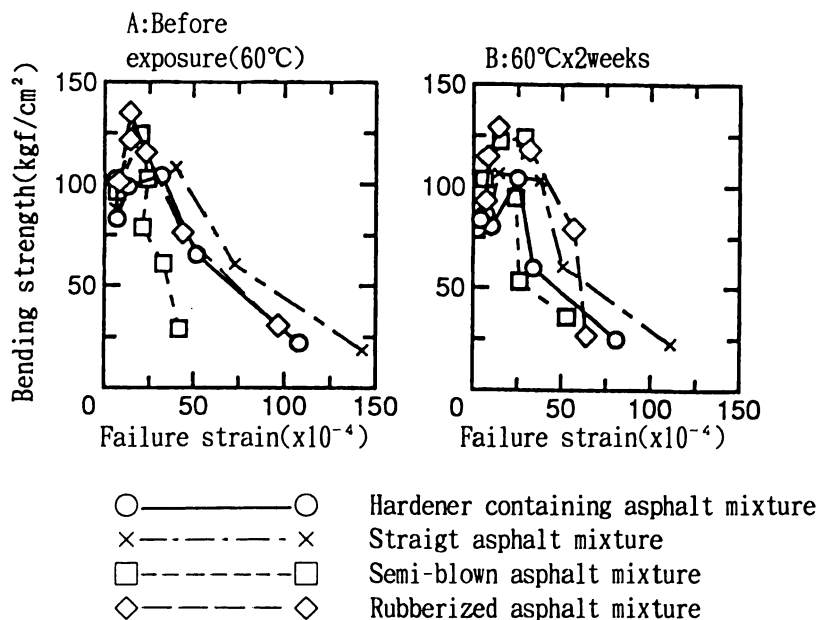 A:Before
exposure(60℃)
B:60℃x2weeks
Bending strength(kgf/cm²)
150
100
50
0 50 100 150
Failure strain(x10⁻⁴)
150
100
50
0 50 100 150
Failure strain(x10⁻⁴)
Hardener containing asphalt mixture
Straigt asphalt mixture
Semi-blown asphalt mixture
Rubberized asphalt mixture